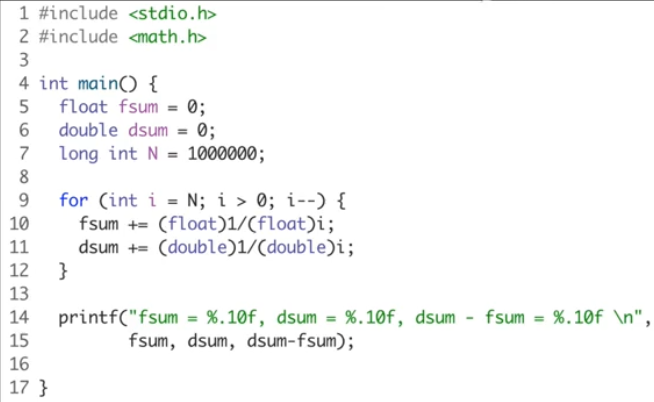 1 #include <stdio.h>
2 #include <math.h>
3
4 int main() {
5   float fsum = 0;
6   double dsum = 0;
7   long int N = 1000000;
8
9   for (int i = N; i > 0; i--) {
10     fsum += (float)1/(float)i;
11     dsum += (double)1/(double)i;
12   }
13
14   printf("fsum = %.10f, dsum = %.10f, dsum - fsum = %.10f \n",
15          fsum, dsum, dsum-fsum);
16
17 }